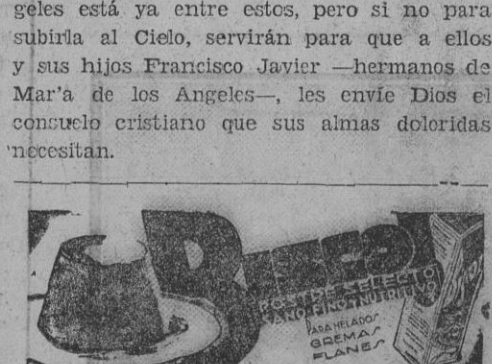 geles está ya entre estos, pero si no para
subirla al Cielo, servirán para que a ellos
y sus hijos Francisco Javier —hermanos de
Mar'a de los Angeles—, les envíe Dios el
consuelo cristiano que sus almas doloridas
necesitan.
POSTRE SELECTO
SANO FINO Y NUTRITIVO
PARA HELADOS
CREMAS
FLANES